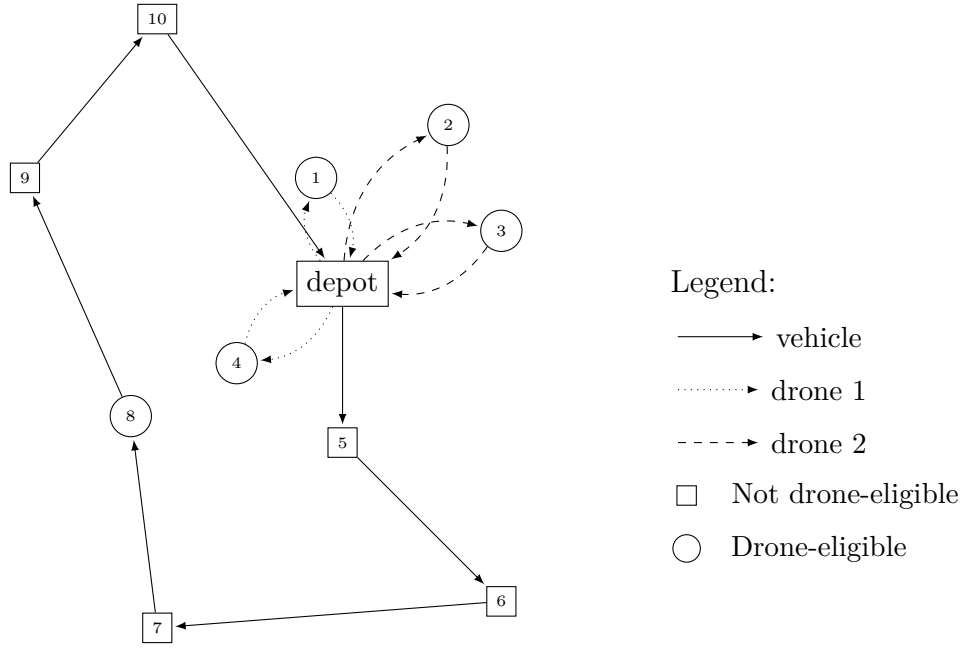 10
2
1
9
3
depot
Legend:
vehicle
4
drone 1
8
5
drone 2
Not drone-eligible
Drone-eligible
6
7